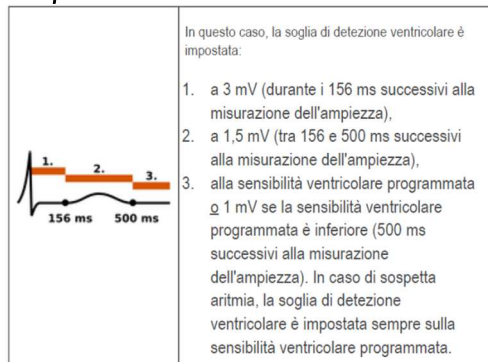 In questo caso, la soglia di detezione ventricolare è
impostata:
1. a 3 mV (durante i 156 ms successivi alla
misurazione dell'ampiezza),
2. a 1,5 mV (tra 156 e 500 ms successivi
alla misurazione dell'ampiezza),
3. alla sensibilità ventricolare programmata
o 1 mV se la sensibilità ventricolare
programmata è inferiore (500 ms
successivi alla misurazione
dell'ampiezza). In caso di sospetta
aritmia, la soglia di detezione
ventricolare è impostata sempre sulla
sensibilità ventricolare programmata.
1.
2.
3.
156 ms
500 ms